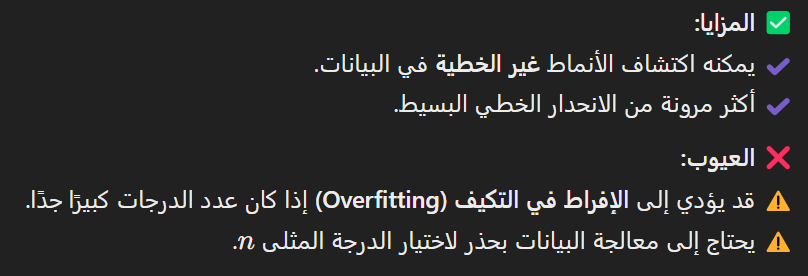 ✅ المزايا:
✔ يمكنه اكتشاف الأنماط غير الخطية في البيانات.
✔ أكثر مرونة من الانحدار الخطي البسيط.
❌ العيوب:
⚠ قد يؤدي إلى الإفراط في التكيف (Overfitting) إذا كان عدد الدرجات كبيرًا جدًا.
⚠ يحتاج إلى معالجة البيانات بحذر لاختيار الدرجة المثلى n.